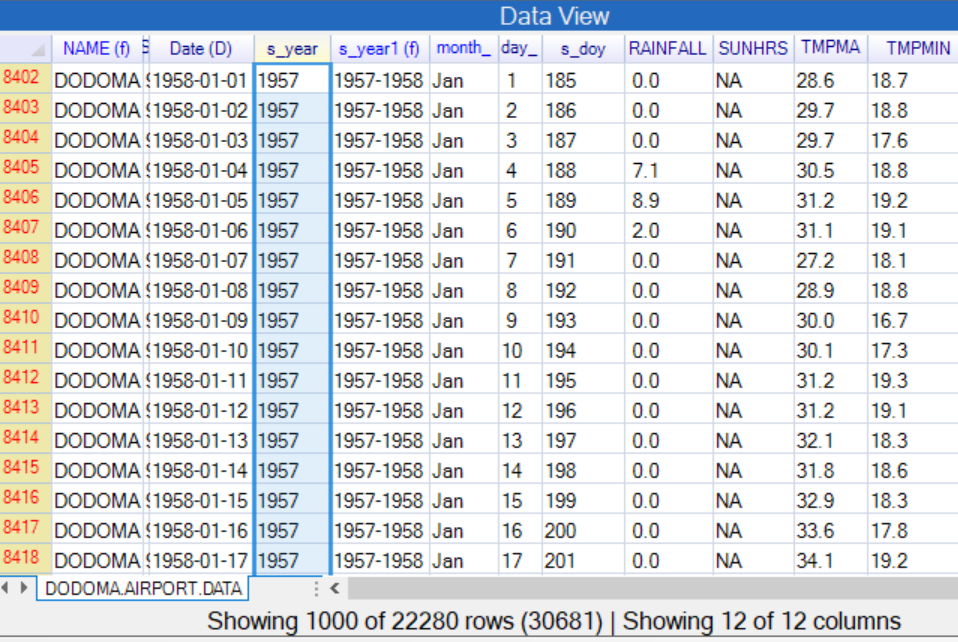 Data View
NAME (f) S Date (D) s_year s_year1 (f) month_ day_ s_doy RAINFALL SUNHRS TMPMA TMPMIN
8402 DODOMA 1958-01-01 1957 1957-1958 Jan 1 185 0.0 NA 28.6 18.7
8403 DODOMA 1958-01-02 1957 1957-1958 Jan 2 186 0.0 NA 29.7 18.8
8404 DODOMA 1958-01-03 1957 1957-1958 Jan 3 187 0.0 NA 29.7 17.6
8405 DODOMA 1958-01-04 1957 1957-1958 Jan 4 188 7.1 NA 30.5 18.8
8406 DODOMA 1958-01-05 1957 1957-1958 Jan 5 189 8.9 NA 31.2 19.2
8407 DODOMA 1958-01-06 1957 1957-1958 Jan 6 190 2.0 NA 31.1 19.1
8408 DODOMA 1958-01-07 1957 1957-1958 Jan 7 191 0.0 NA 27.2 18.1
8409 DODOMA 1958-01-08 1957 1957-1958 Jan 8 192 0.0 NA 28.9 18.8
8410 DODOMA 1958-01-09 1957 1957-1958 Jan 9 193 0.0 NA 30.0 16.7
8411 DODOMA 1958-01-10 1957 1957-1958 Jan 10 194 0.0 NA 30.1 17.3
8412 DODOMA 1958-01-11 1957 1957-1958 Jan 11 195 0.0 NA 31.2 19.3
8413 DODOMA 1958-01-12 1957 1957-1958 Jan 12 196 0.0 NA 31.2 19.1
8414 DODOMA 1958-01-13 1957 1957-1958 Jan 13 197 0.0 NA 32.1 18.3
8415 DODOMA 1958-01-14 1957 1957-1958 Jan 14 198 0.0 NA 31.8 18.6
8416 DODOMA 1958-01-15 1957 1957-1958 Jan 15 199 0.0 NA 32.9 18.3
8417 DODOMA 1958-01-16 1957 1957-1958 Jan 16 200 0.0 NA 33.6 17.8
8418 DODOMA 1958-01-17 1957 1957-1958 Jan 17 201 0.0 NA 34.1 19.2
DODOMA.AIRPORT.DATA
Showing 1000 of 22280 rows (30681) | Showing 12 of 12 columns